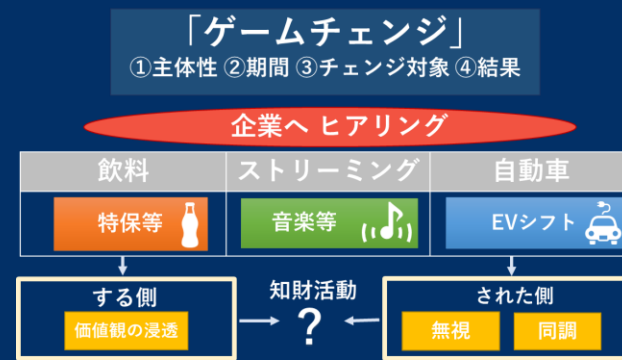 「ゲームチェンジ」
①主体性 ②期間 ③チェンジ対象 ④結果
企業へ ヒアリング
飲料 ストリーミング 自動車
特保等 音楽等 EVシフト
する側 知財活動 された側
価値観の浸透 ? 無視 同調